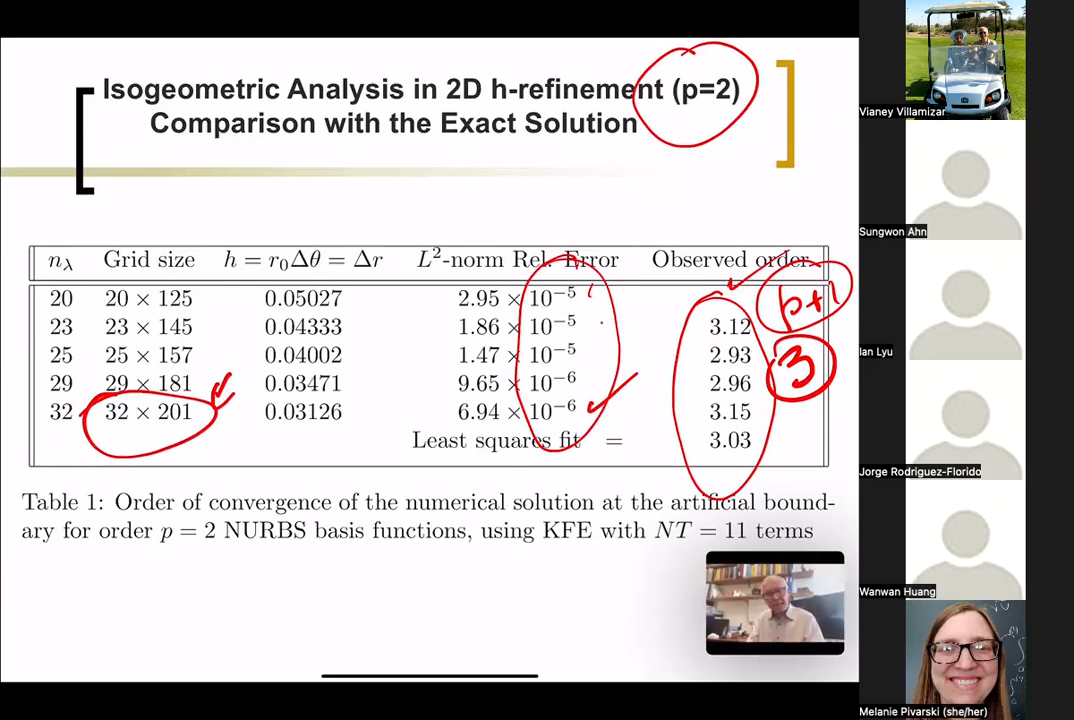 Isogeometric Analysis in 2D h-refinement (p=2)
Comparison with the Exact Solution
n_λ Grid size h = r₀Δθ = Δr L²-norm Rel. Error Observed order
20 20 × 125 0.05027 2.95 × 10⁻⁵
23 23 × 145 0.04333 1.86 × 10⁻⁵ 3.12
25 25 × 157 0.04002 1.47 × 10⁻⁵ 2.93
29 29 × 181 0.03471 9.65 × 10⁻⁶ 2.96
32 32 × 201 0.03126 6.94 × 10⁻⁶ 3.15
Least squares fit = 3.03
p+1
3
Table 1: Order of convergence of the numerical solution at the artificial bound-
ary for order p = 2 NURBS basis functions, using KFE with NT = 11 terms
Vianey Villamizar
Sungwon Ahn
Ian Lyu
Jorge Rodriguez-Florido
Wanwan Huang
Melanie Pivarski (she/her)